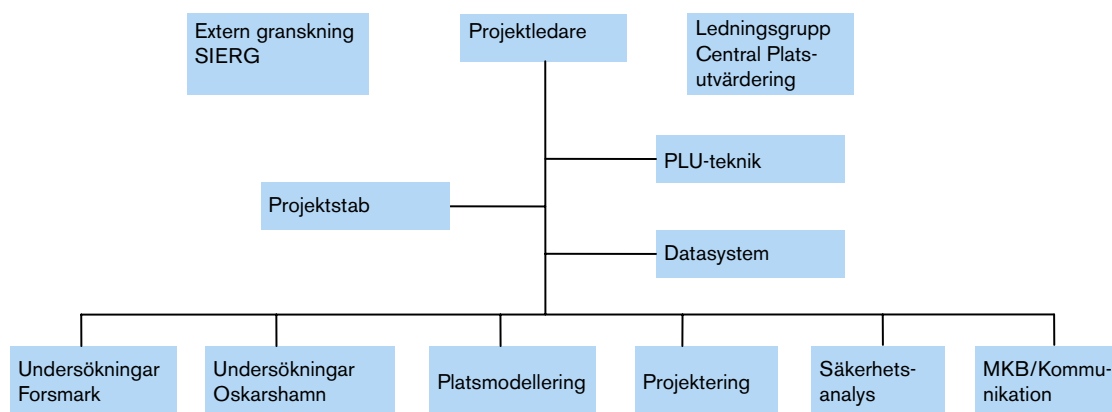 Extern granskning
SIERG
Projektledare
Ledningsgrupp
Central Plats-
utvärdering
PLU-teknik
Projektstab
Datasystem
Undersökningar
Forsmark
Undersökningar
Oskarshamn
Platsmodellering
Projektering
Säkerhets-
analys
MKB/Kommu-
nikation